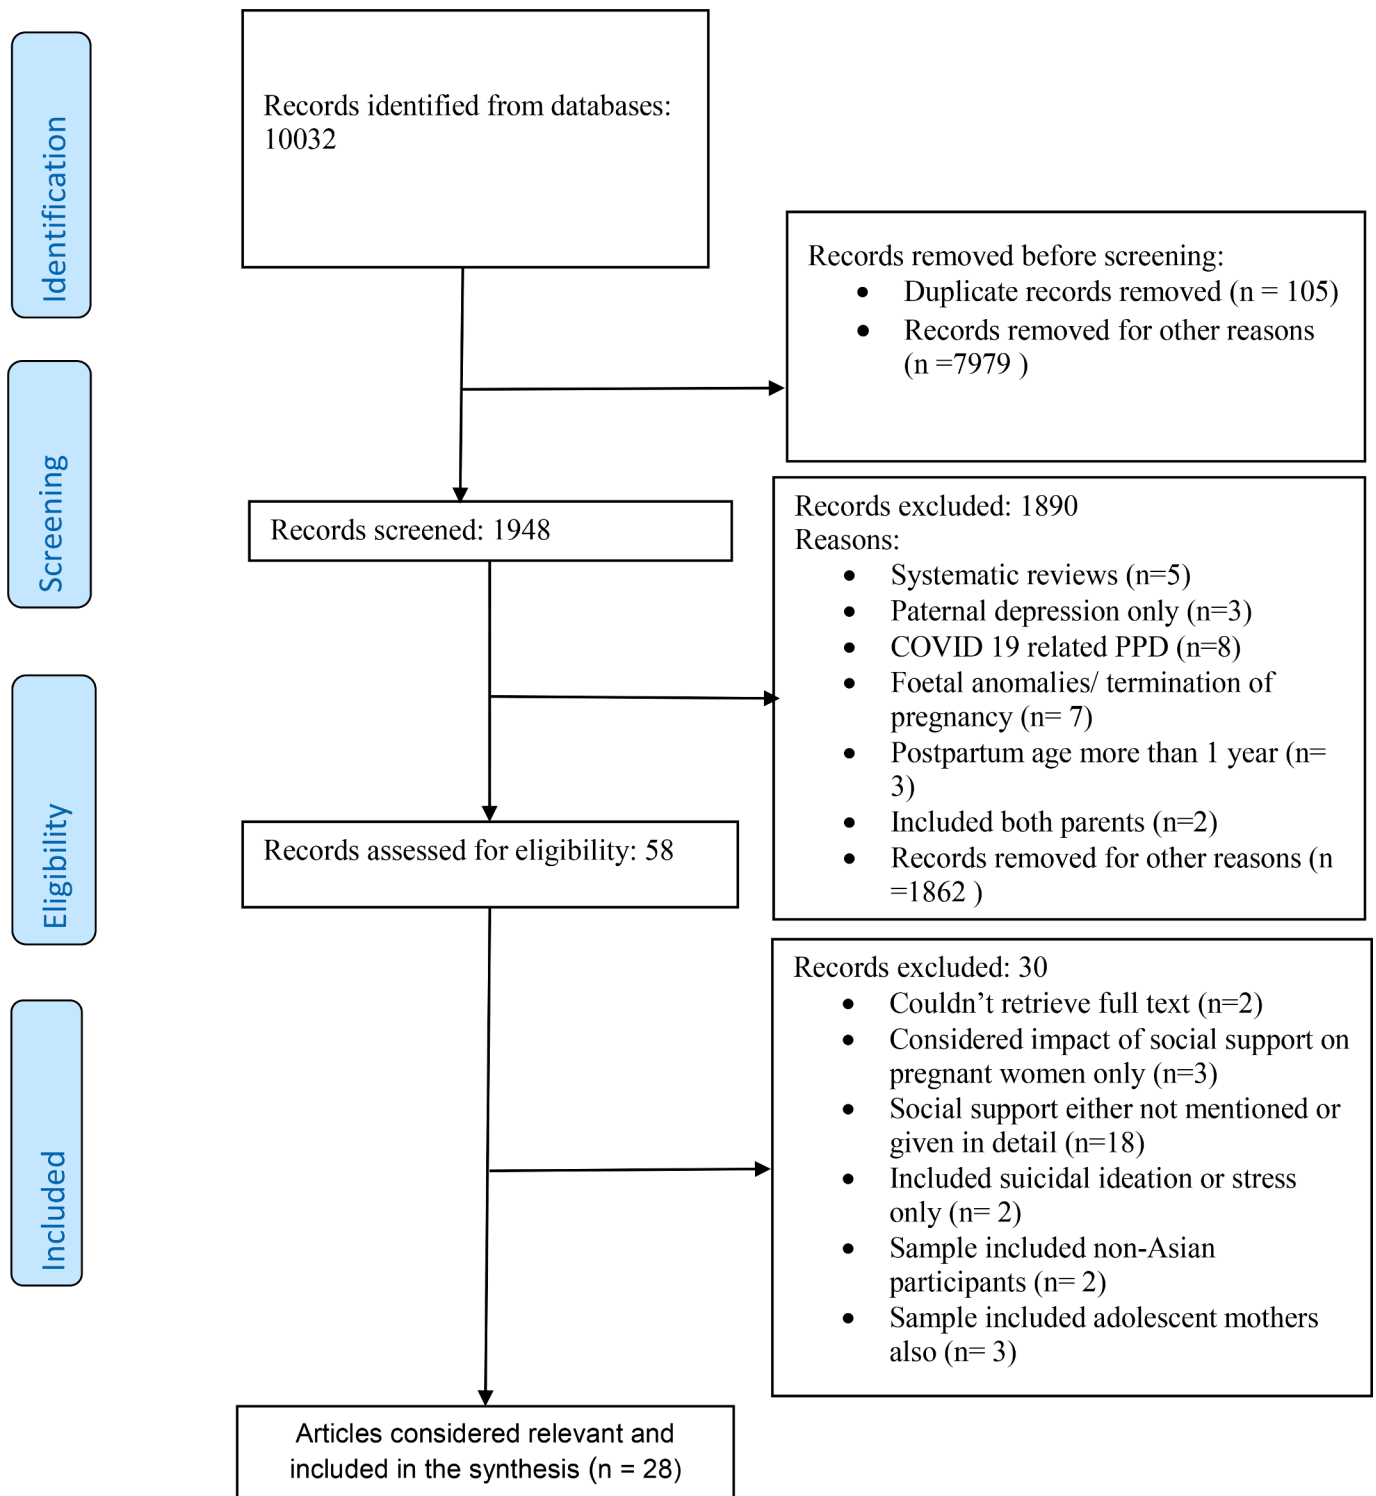 Identification
Records identified from databases:
10032
Records removed before screening:
• Duplicate records removed (n = 105)
• Records removed for other reasons
(n =7979 )
Screening
Records screened: 1948
Records excluded: 1890
Reasons:
• Systematic reviews (n=5)
• Paternal depression only (n=3)
• COVID 19 related PPD (n=8)
• Foetal anomalies/ termination of
pregnancy (n= 7)
• Postpartum age more than 1 year (n=
3)
• Included both parents (n=2)
• Records removed for other reasons (n
=1862 )
Eligibility
Records assessed for eligibility: 58
Records excluded: 30
• Couldn’t retrieve full text (n=2)
• Considered impact of social support on
pregnant women only (n=3)
• Social support either not mentioned or
given in detail (n=18)
• Included suicidal ideation or stress
only (n= 2)
• Sample included non-Asian
participants (n= 2)
• Sample included adolescent mothers
also (n= 3)
Included
Articles considered relevant and
included in the synthesis (n = 28)